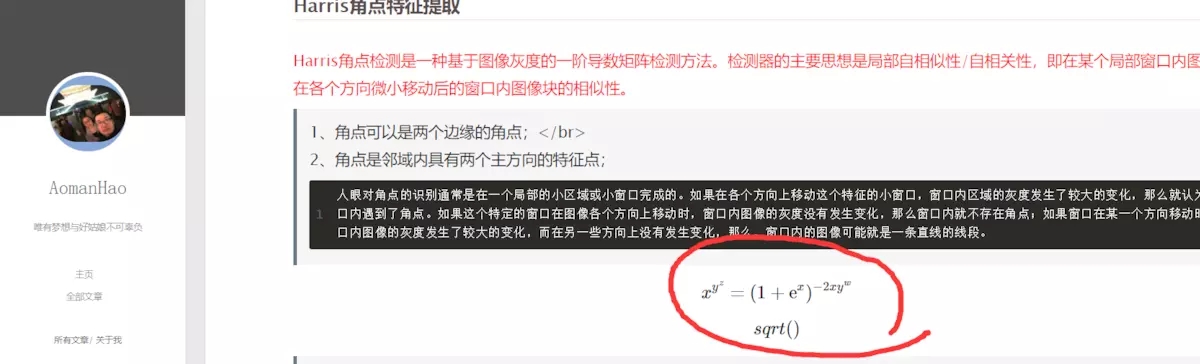 AomanHao
唯有梦想与好姑娘不可辜负
主页
全部文章
所有文章/ 关于我
Harris角点特征提取
Harris角点检测是一种基于图像灰度的一阶导数矩阵检测方法。检测器的主要思想是局部自相似性/自相关性，即在某个局部窗口内图
在各个方向微小移动后的窗口内图像块的相似性。
1、角点可以是两个边缘的角点；</br>
2、角点是邻域内具有两个主方向的特征点；
1
人眼对角点的识别通常是在一个局部的小区域或小窗口完成的。如果在各个方向上移动这个特征的小窗口，窗口内区域的灰度发生了较大的变化，那么就认为
口内遇到了角点。如果这个特定的窗口在图像各个方向上移动时，窗口内图像的灰度没有发生变化，那么窗口内就不存在角点；如果窗口在某一个方向移动时
口内图像的灰度发生了较大的变化，而在另一些方向上没有发生变化，那么，窗口内的图像可能就是一条直线的线段。
x^{y^z} = (1 + e^x)^{-2xy^w}
sqrt()